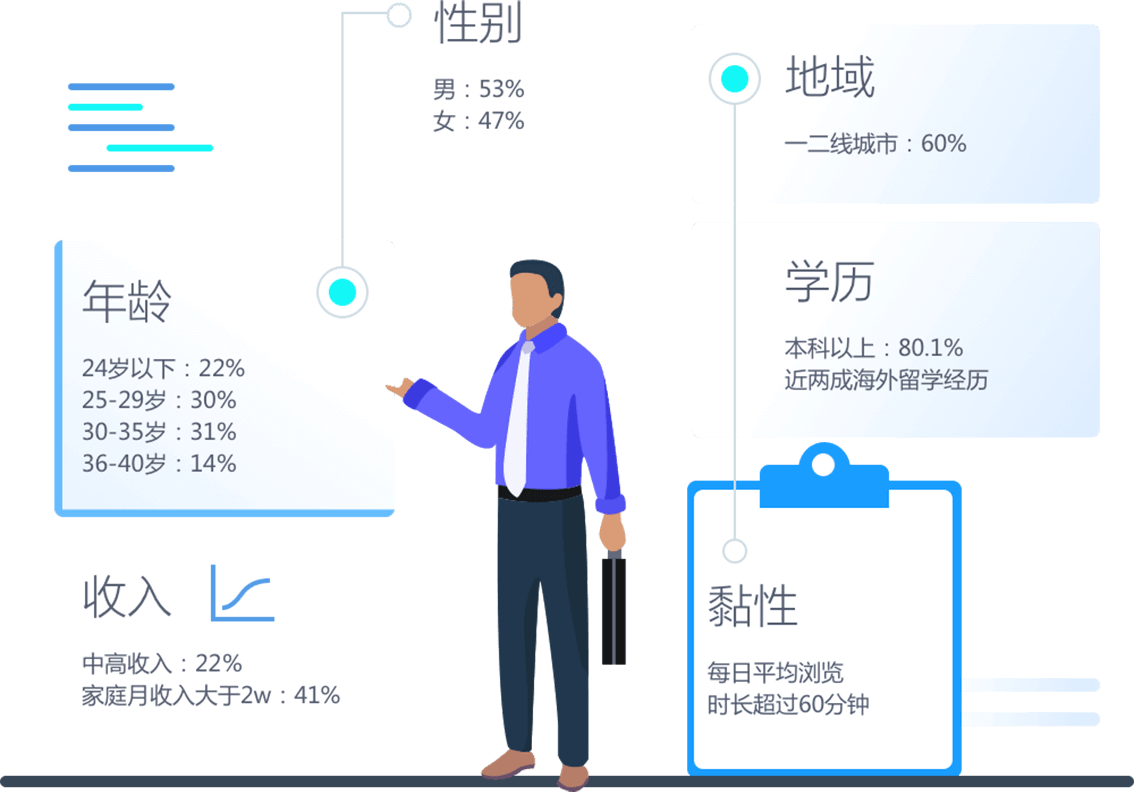 性别
男：53%
女：47%
地域
一二线城市：60%
年龄
24岁以下：22%
25-29岁：30%
30-35岁：31%
36-40岁：14%
学历
本科以上：80.1%
近两成海外留学经历
收入
中高收入：22%
家庭月收入大于2w：41%
黏性
每日平均浏览
时长超过60分钟